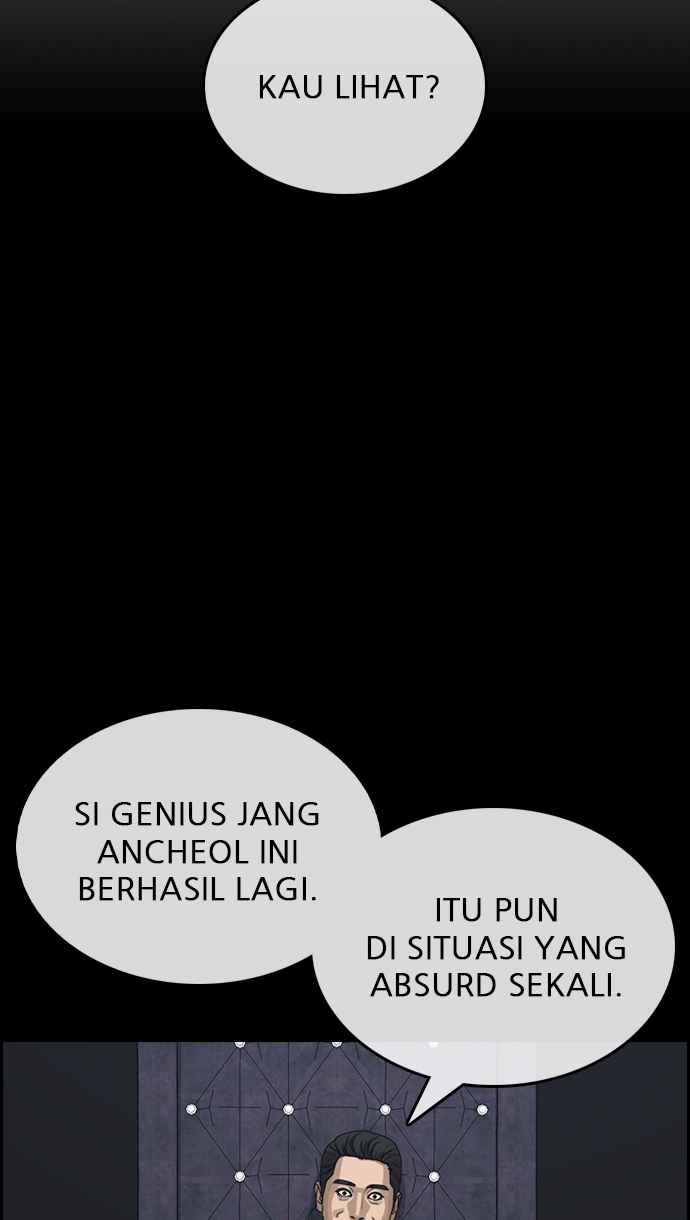 KAU LIHAT?
SI GENIUS JANG
ANCHEOL INI
BERHASIL LAGI.
ITU PUN
DI SITUASI YANG
ABSURD SEKALI.